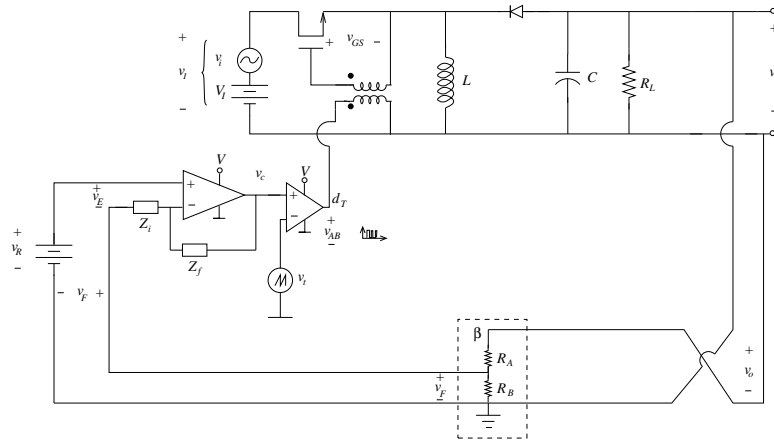 +
v_I
−
v_i
V_I
+ v_GS −
L
C
R_L
+
v
−
V
V
v_c
+
v_E
−
Z_i
+
−
+
−
d_T
+
v_AB
−
+
v_R
−
Z_f
v_t
− v_F +
β
R_A
+
v_F
−
R_B
+
v_o
−